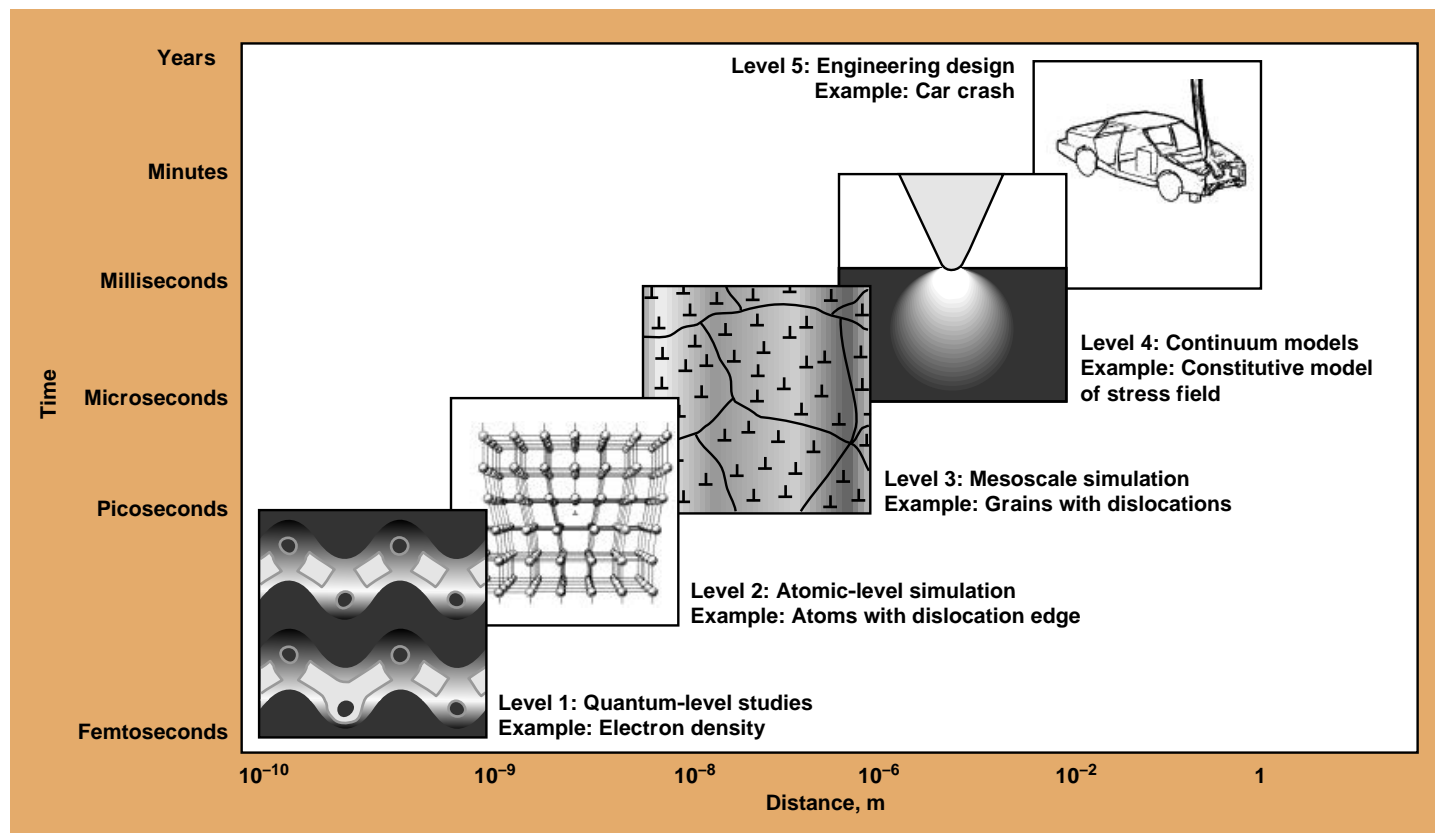 Years
Minutes
Milliseconds
Microseconds
Picoseconds
Femtoseconds
Time
Level 5: Engineering design
Example: Car crash
Level 4: Continuum models
Example: Constitutive model
of stress field
Level 3: Mesoscale simulation
Example: Grains with dislocations
Level 2: Atomic-level simulation
Example: Atoms with dislocation edge
Level 1: Quantum-level studies
Example: Electron density
10⁻¹⁰ 10⁻⁹ 10⁻⁸ 10⁻⁶ 10⁻² 1
Distance, m